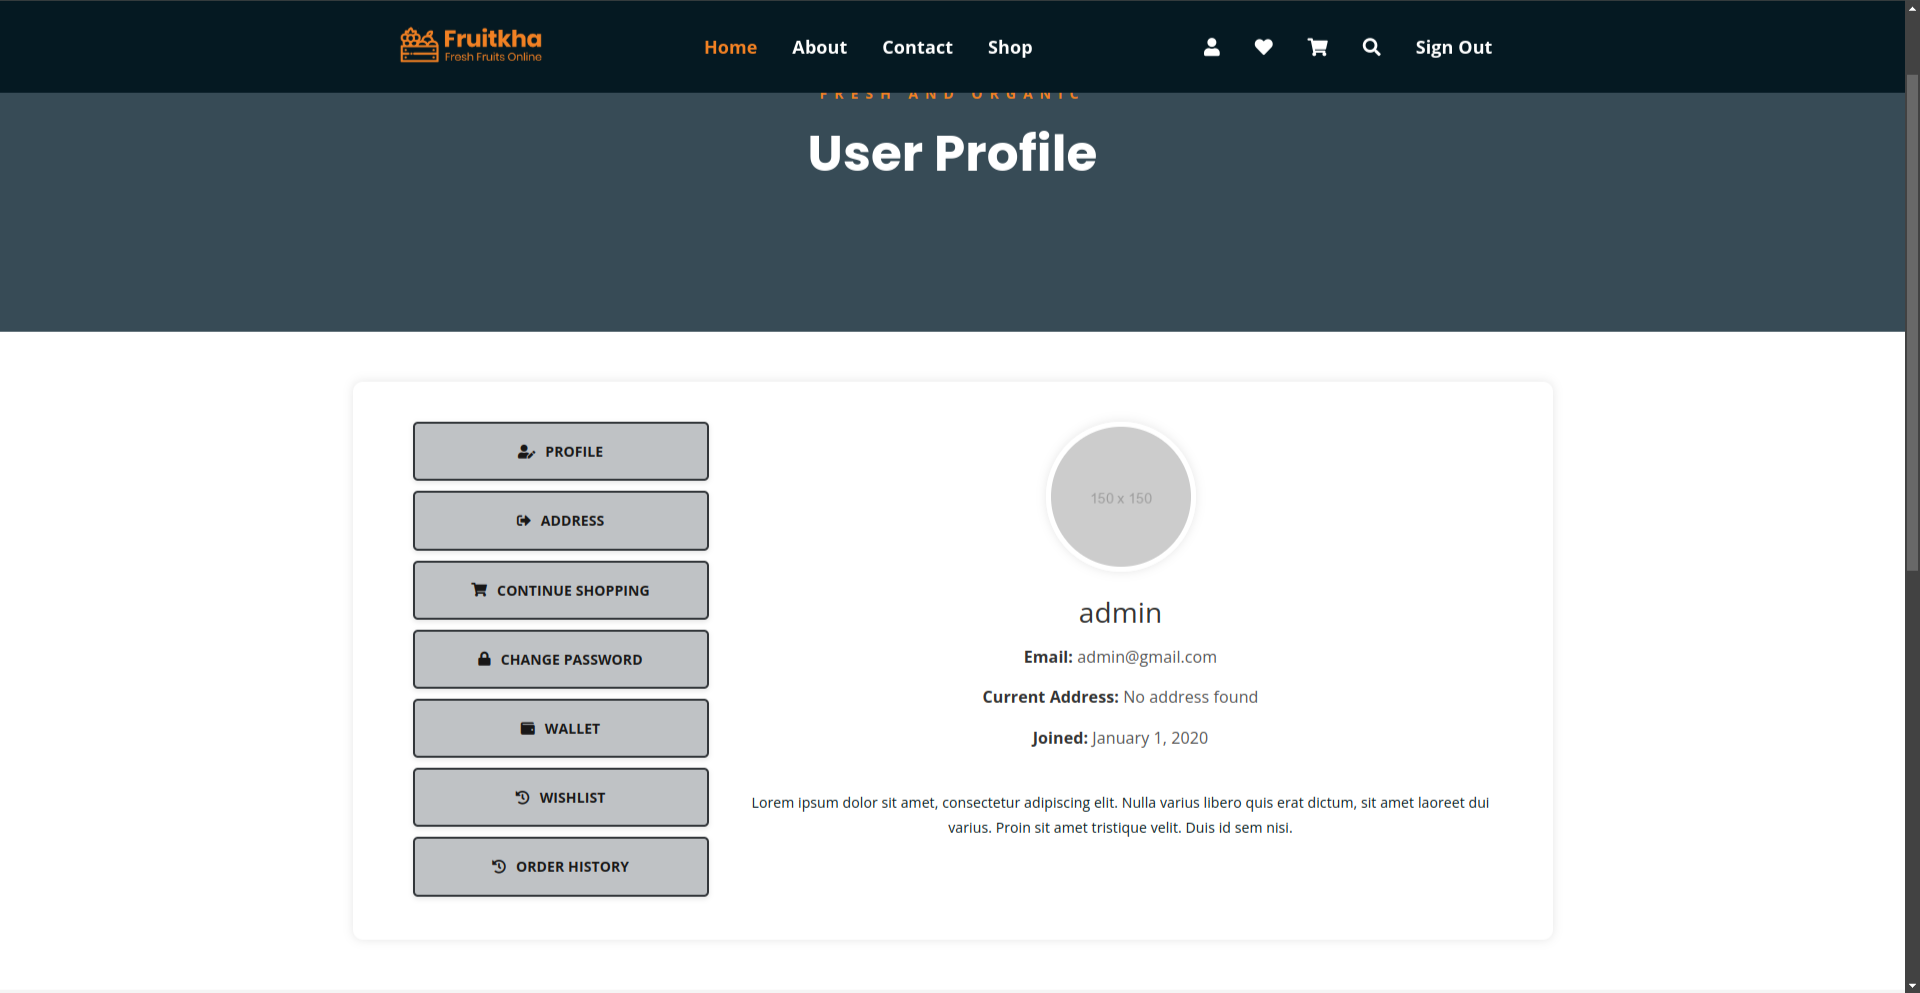 Fruitkha
Fresh Fruits Online
Home About Contact Shop Sign Out
FRESH AND ORGANIC
User Profile
PROFILE
ADDRESS
CONTINUE SHOPPING
CHANGE PASSWORD
WALLET
WISHLIST
ORDER HISTORY
150 x 150
admin
Email: admin@gmail.com
Current Address: No address found
Joined: January 1, 2020
Lorem ipsum dolor sit amet, consectetur adipiscing elit. Nulla varius libero quis erat dictum, sit amet laoreet dui
varius. Proin sit amet tristique velit. Duis id sem nisi.